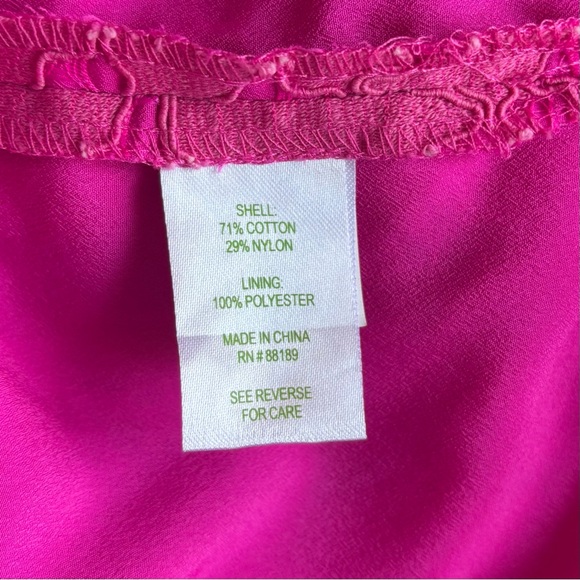 SHELL:
71% COTTON
29% NYLON
LINING:
100% POLYESTER
MADE IN CHINA
RN # 88189
SEE REVERSE
FOR CARE